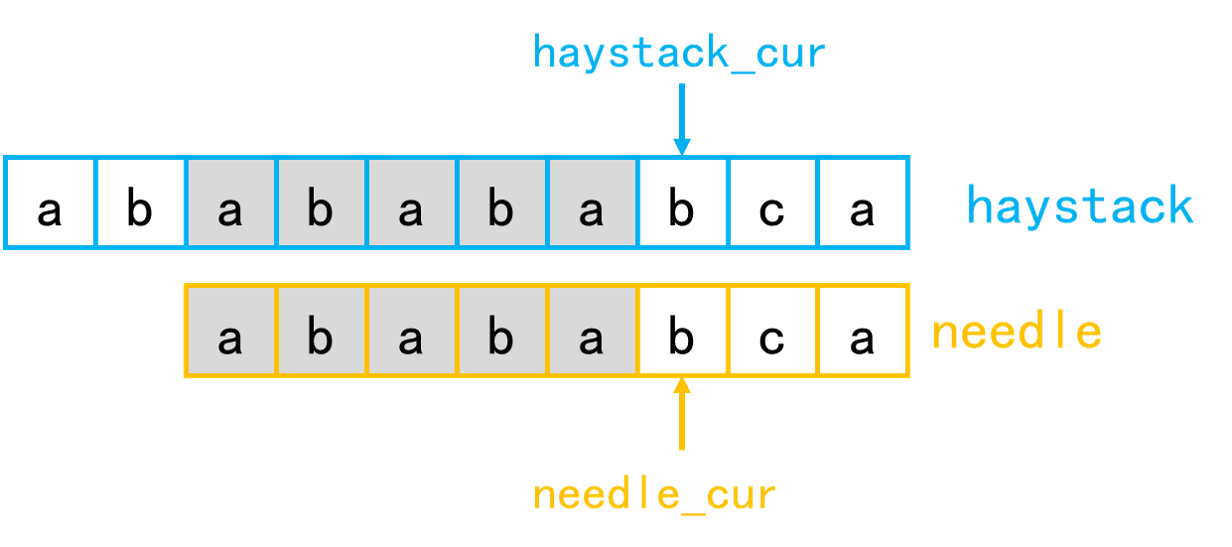 haystack_cur
a b a b a b a b c a haystack
a b a b a b c a needle
needle_cur